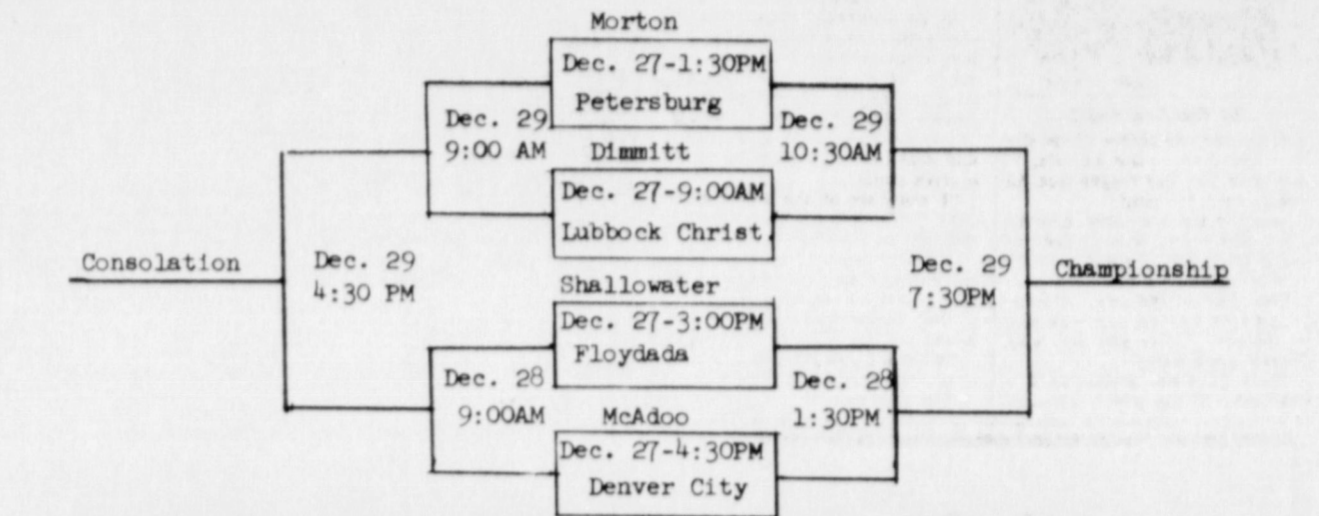 Morton
Dec. 27-1:30PM
Petersburg
Dec. 29
9:00 AM
Dec. 29
10:30AM
Dimmitt
Dec. 27-9:00AM
Lubbock Christ.
Consolation
Dec. 29
4:30 PM
Dec. 29
7:30PM
Championship
Shallowater
Dec. 27-3:00PM
Floydada
Dec. 28
9:00AM
Dec. 28
1:30PM
McAdoo
Dec. 27-4:30PM
Denver City